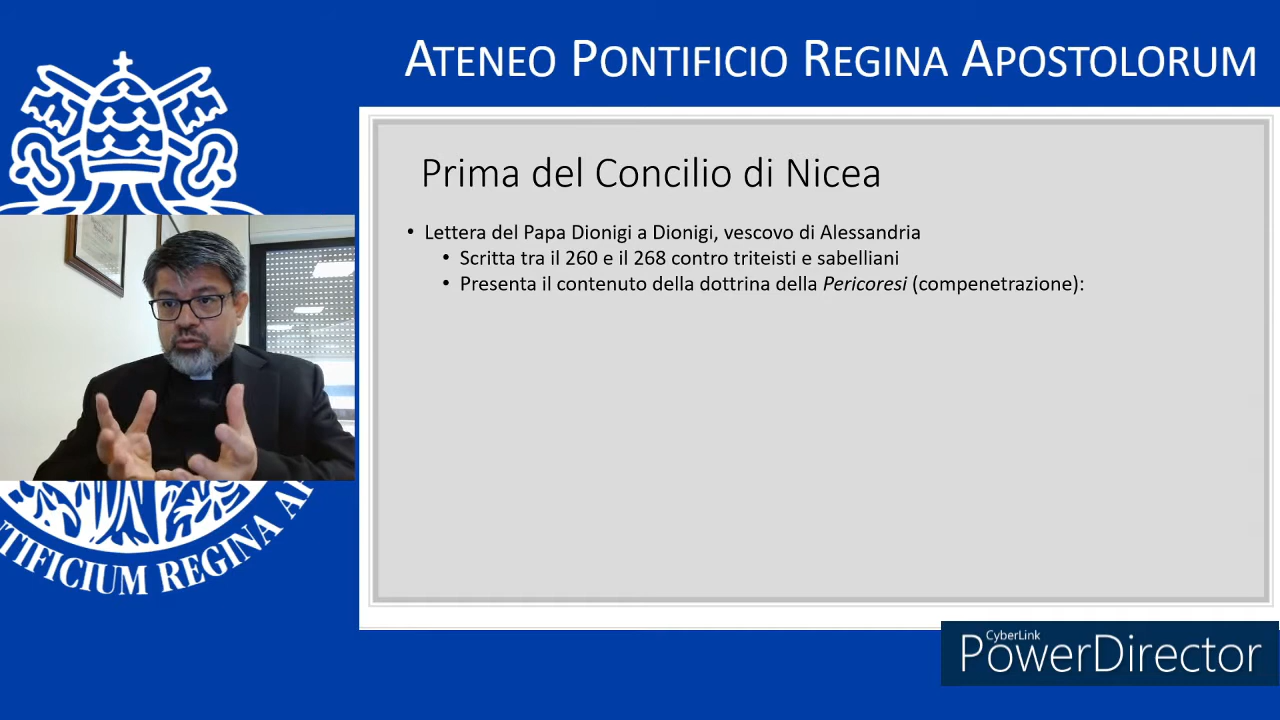 ATENEO PONTIFICIO REGINA APOSTOLORUM
Prima del Concilio di Nicea
• Lettera del Papa Dionigi a Dionigi, vescovo di Alessandria
• Scritta tra il 260 e il 268 contro triteisti e sabelliani
• Presenta il contenuto della dottrina della Pericoresi (compenetrazione):
TIFICIUM REGINA AP
CyberLink
PowerDirector